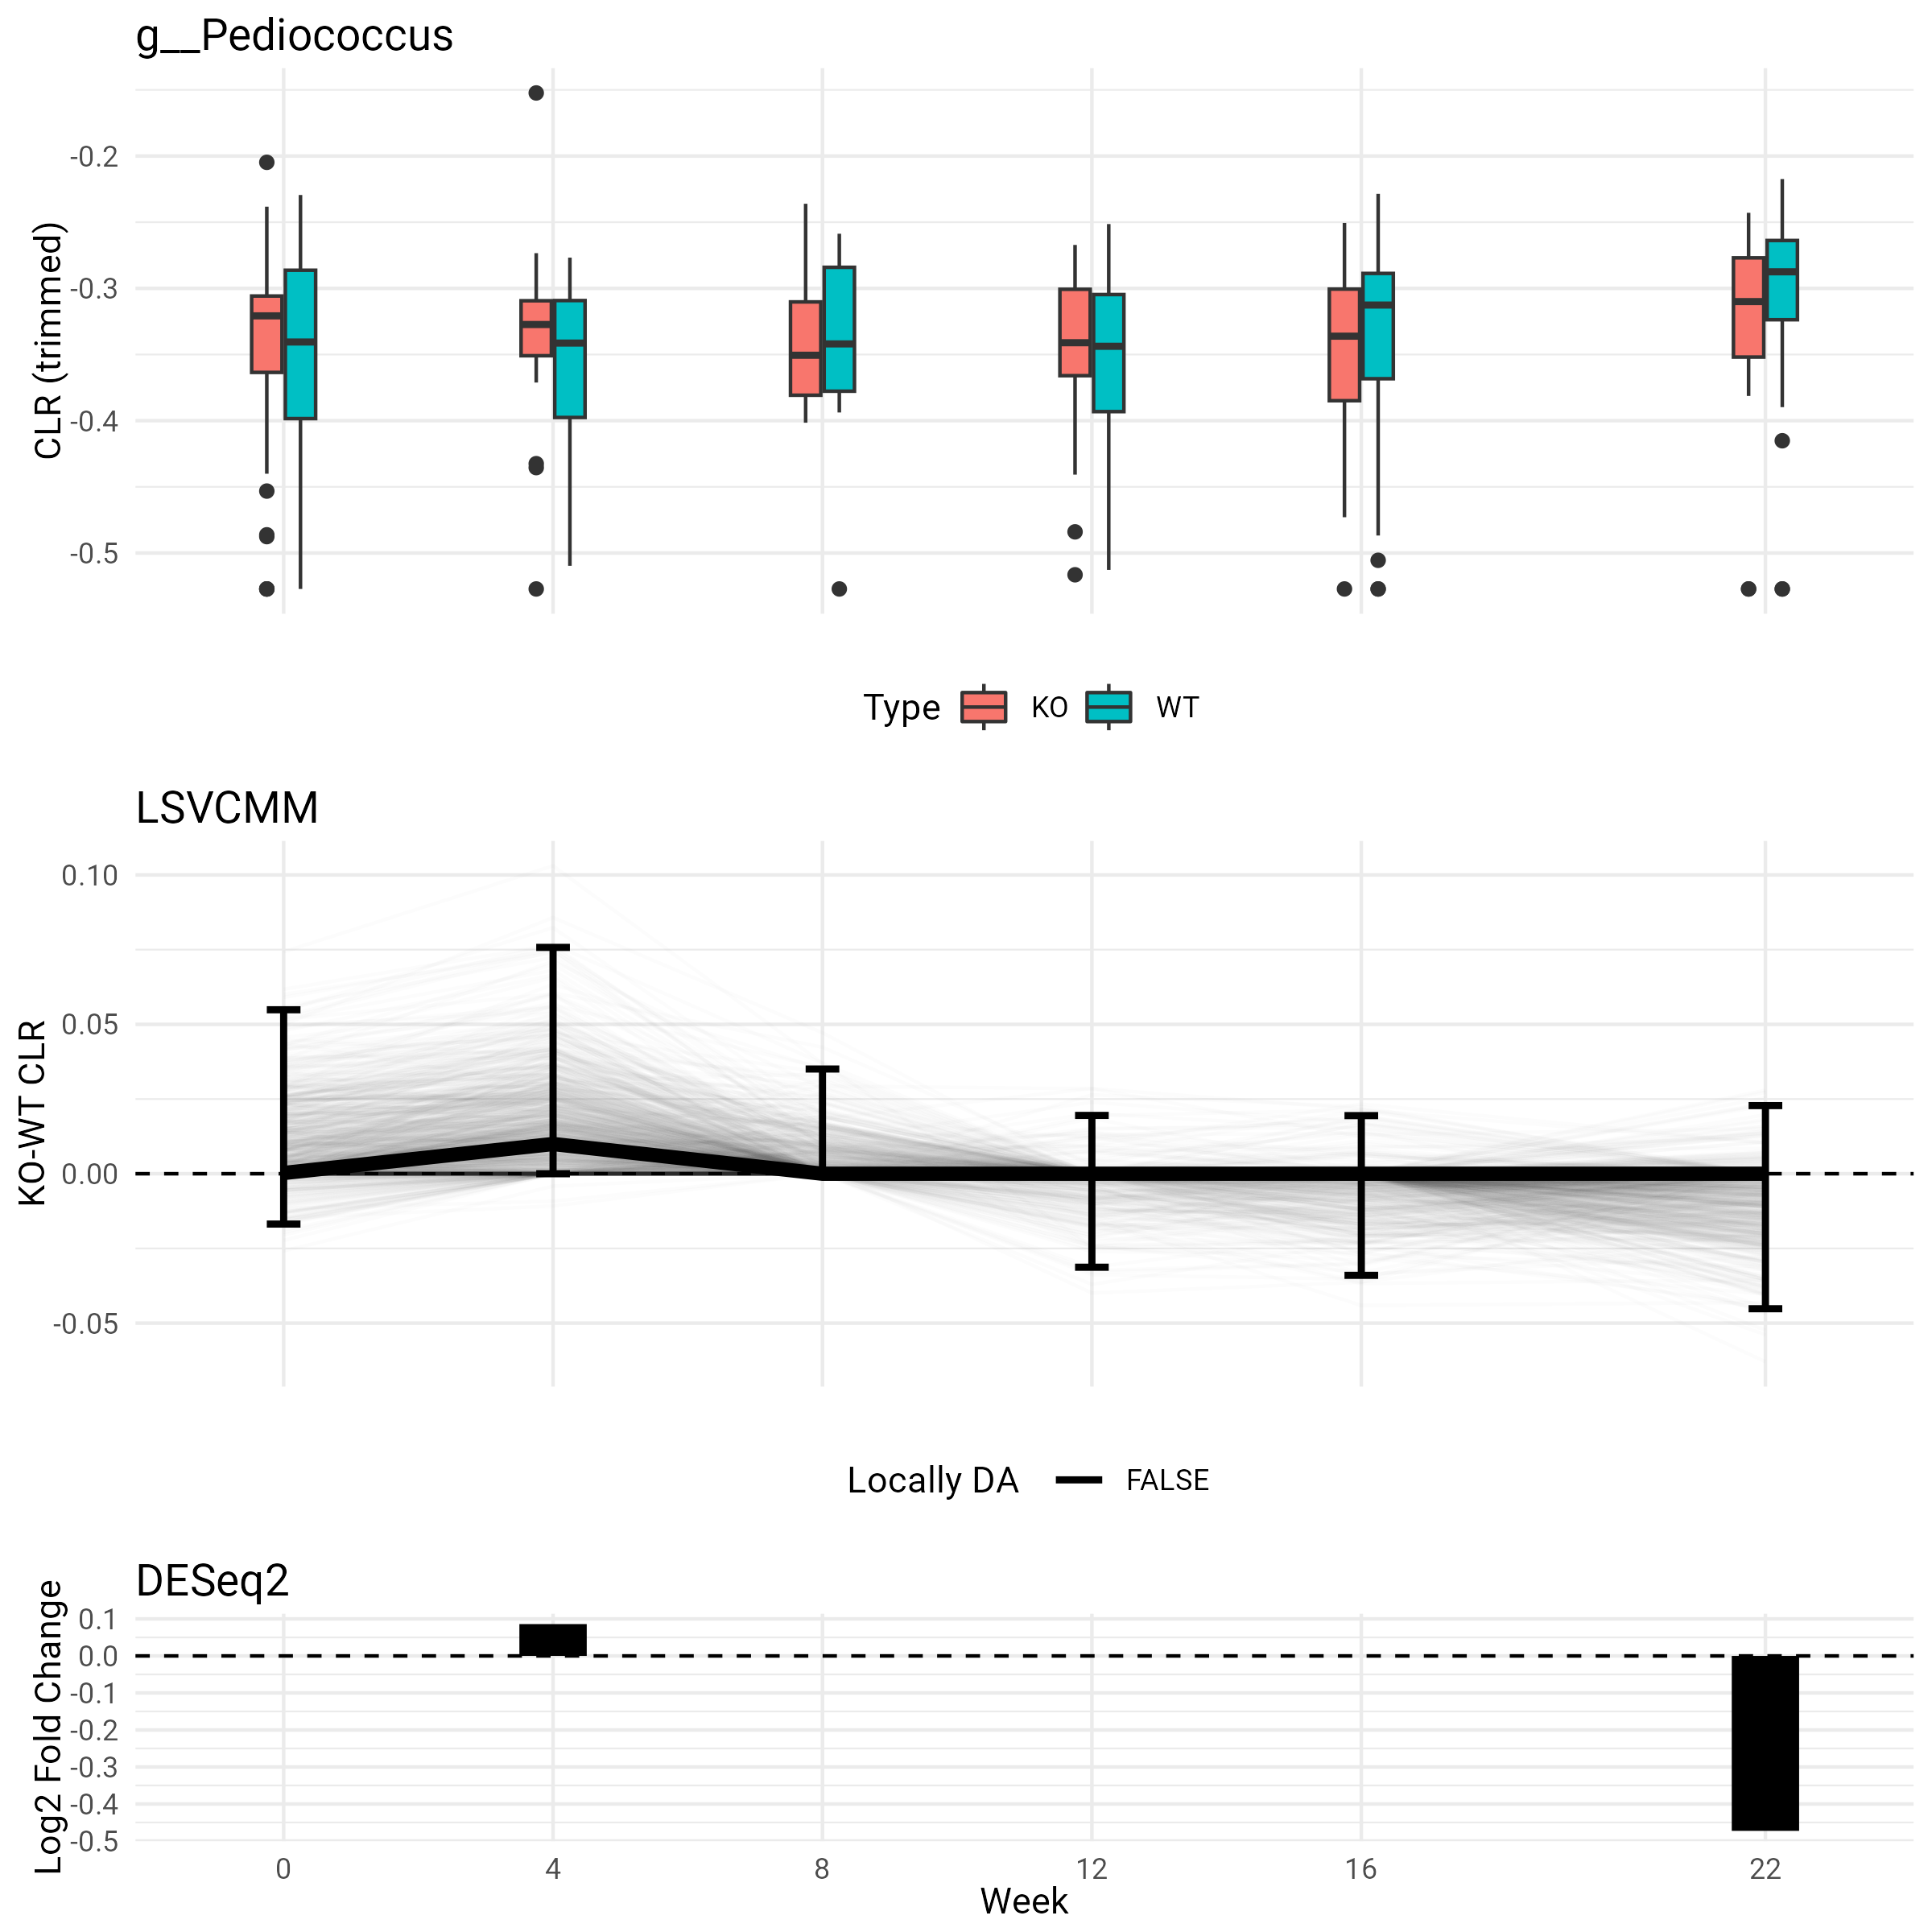 g__Pediococcus
CLR (trimmed)
-0.2
-0.3
-0.4
-0.5
Type KO WT
LSVCMM
KO-WT CLR
0.10
0.05
0.00
-0.05
Locally DA FALSE
DESeq2
Log2 Fold Change
0.1
0.0
-0.1
-0.2
-0.3
-0.4
-0.5
0 4 8 12 16 22
Week